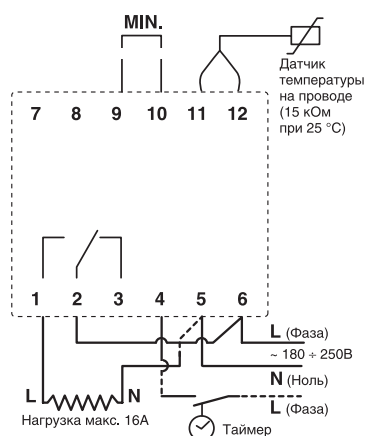 MIN.
Датчик
температуры
на проводе
(15 кОм
при 25 °C)
7 8 9 10 11 12
1 2 3 4 5 6
L (Фаза)
~ 180 ÷ 250В
N (Ноль)
L (Фаза)
L N
Нагрузка макс. 16А
Таймер